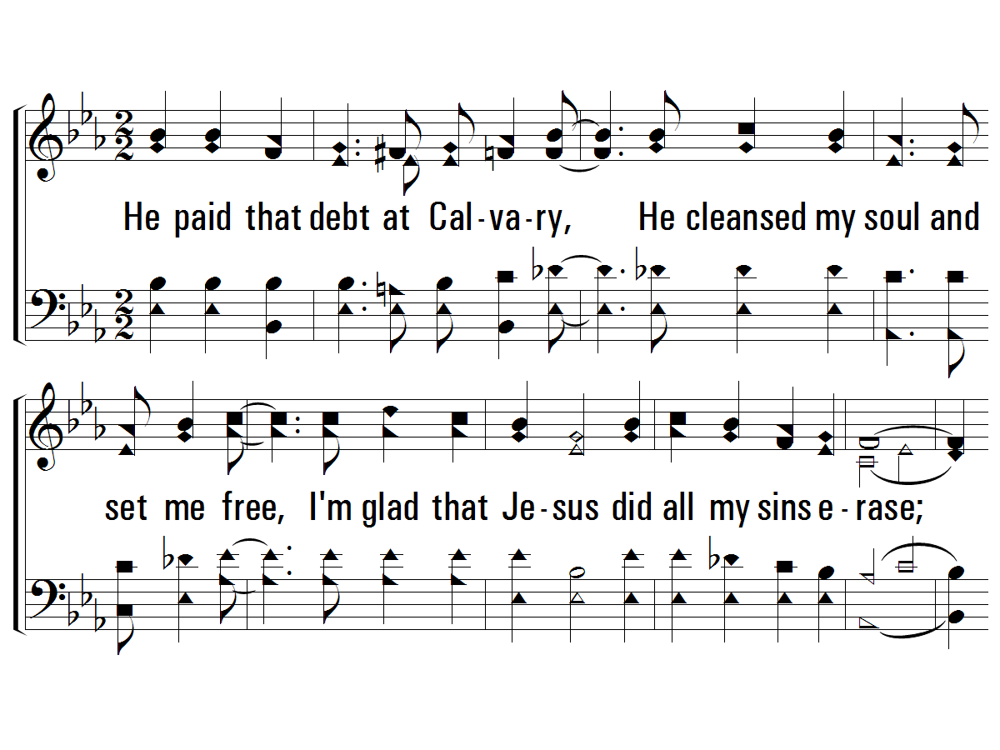 He paid that debt at Cal-va-ry, He cleansed my soul and
set me free, I'm glad that Je-sus did all my sins e-rase;